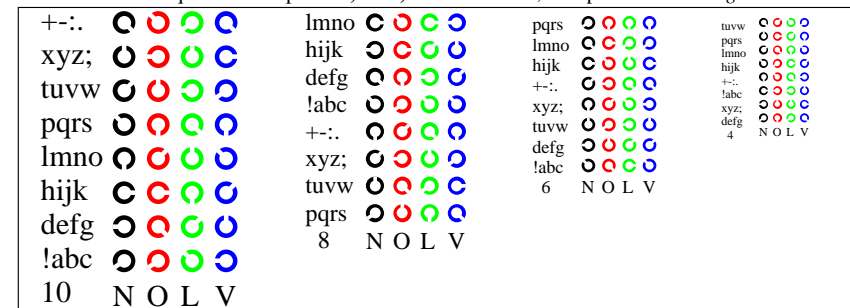 +-:.
xyz;
tuvw
pqrs
lmno
hijk
defg
!abc
10 N O L V
lmno
hijk
defg
!abc
+-:.
xyz;
tuvw
pqrs
8 N O L V
pqrs
lmno
hijk
+-:.
xyz;
tuvw
defg
!abc
6 N O L V
tuvw
pqrs
lmno
hijk
+-:.
!abc
xyz;
defg
4 N O L V